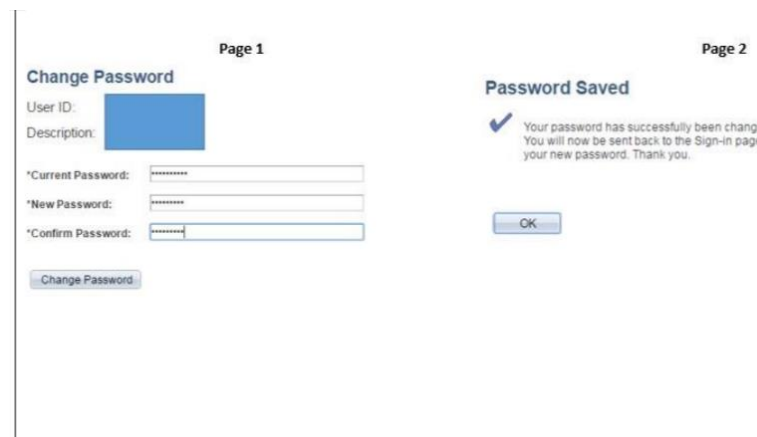 Page 1
Change Password
User ID:
Description:
*Current Password:
*New Password:
*Confirm Password:
Change Password
Page 2
Password Saved
Your password has successfully been chang
You will now be sent back to the Sign-in page
your new password. Thank you.
OK